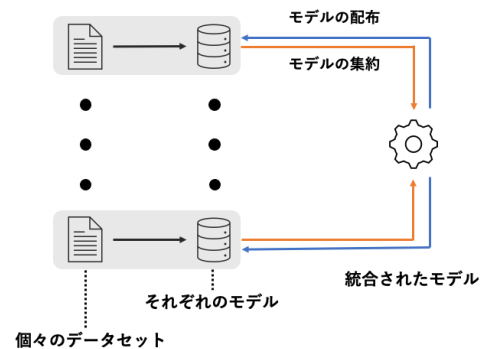 モデルの配布
モデルの集約
統合されたモデル
それぞれのモデル
個々のデータセット